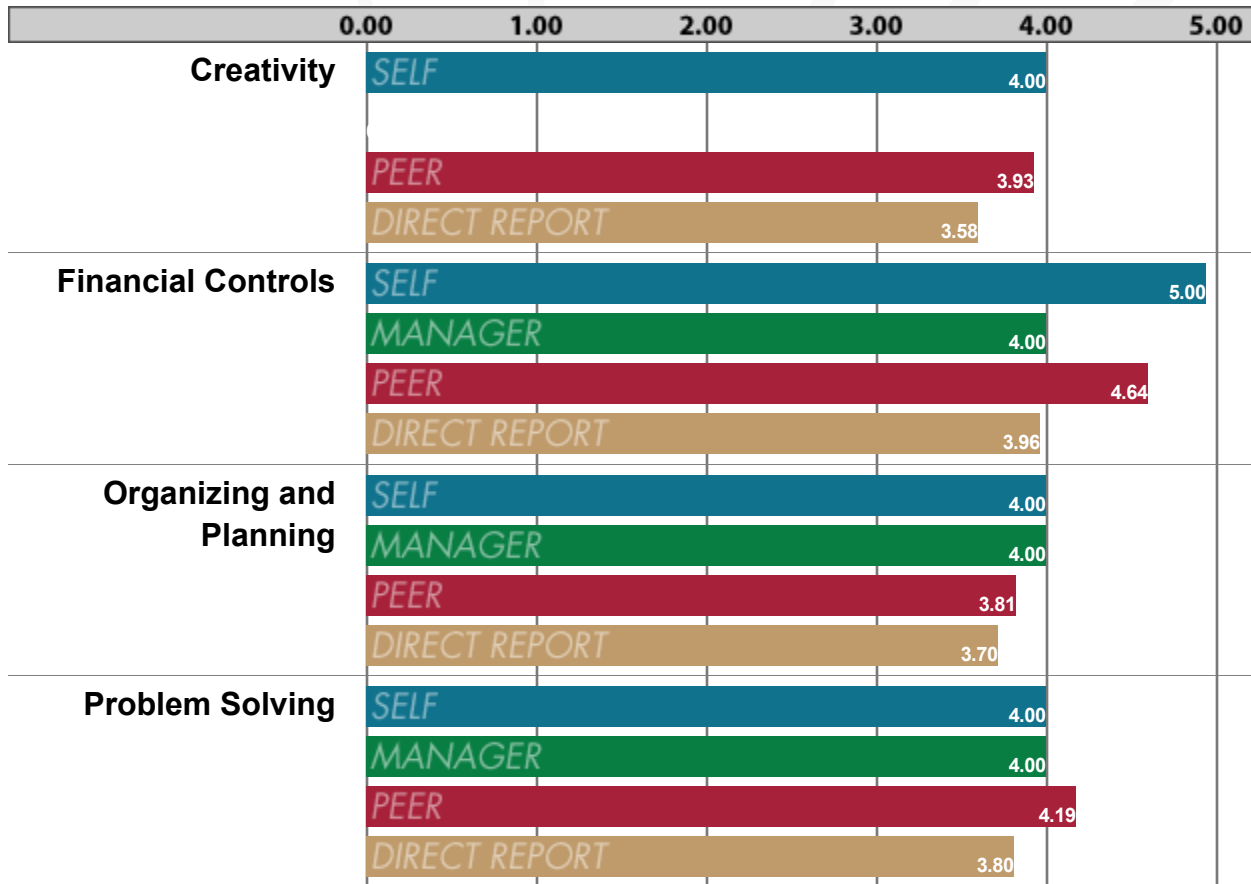 0.00 1.00 2.00 3.00 4.00 5.00
Creativity
SELF 4.00
PEER 3.93
DIRECT REPORT 3.58
Financial Controls
SELF 5.00
MANAGER 4.00
PEER 4.64
DIRECT REPORT 3.96
Organizing and
Planning
SELF 4.00
MANAGER 4.00
PEER 3.81
DIRECT REPORT 3.70
Problem Solving
SELF 4.00
MANAGER 4.00
PEER 4.19
DIRECT REPORT 3.80